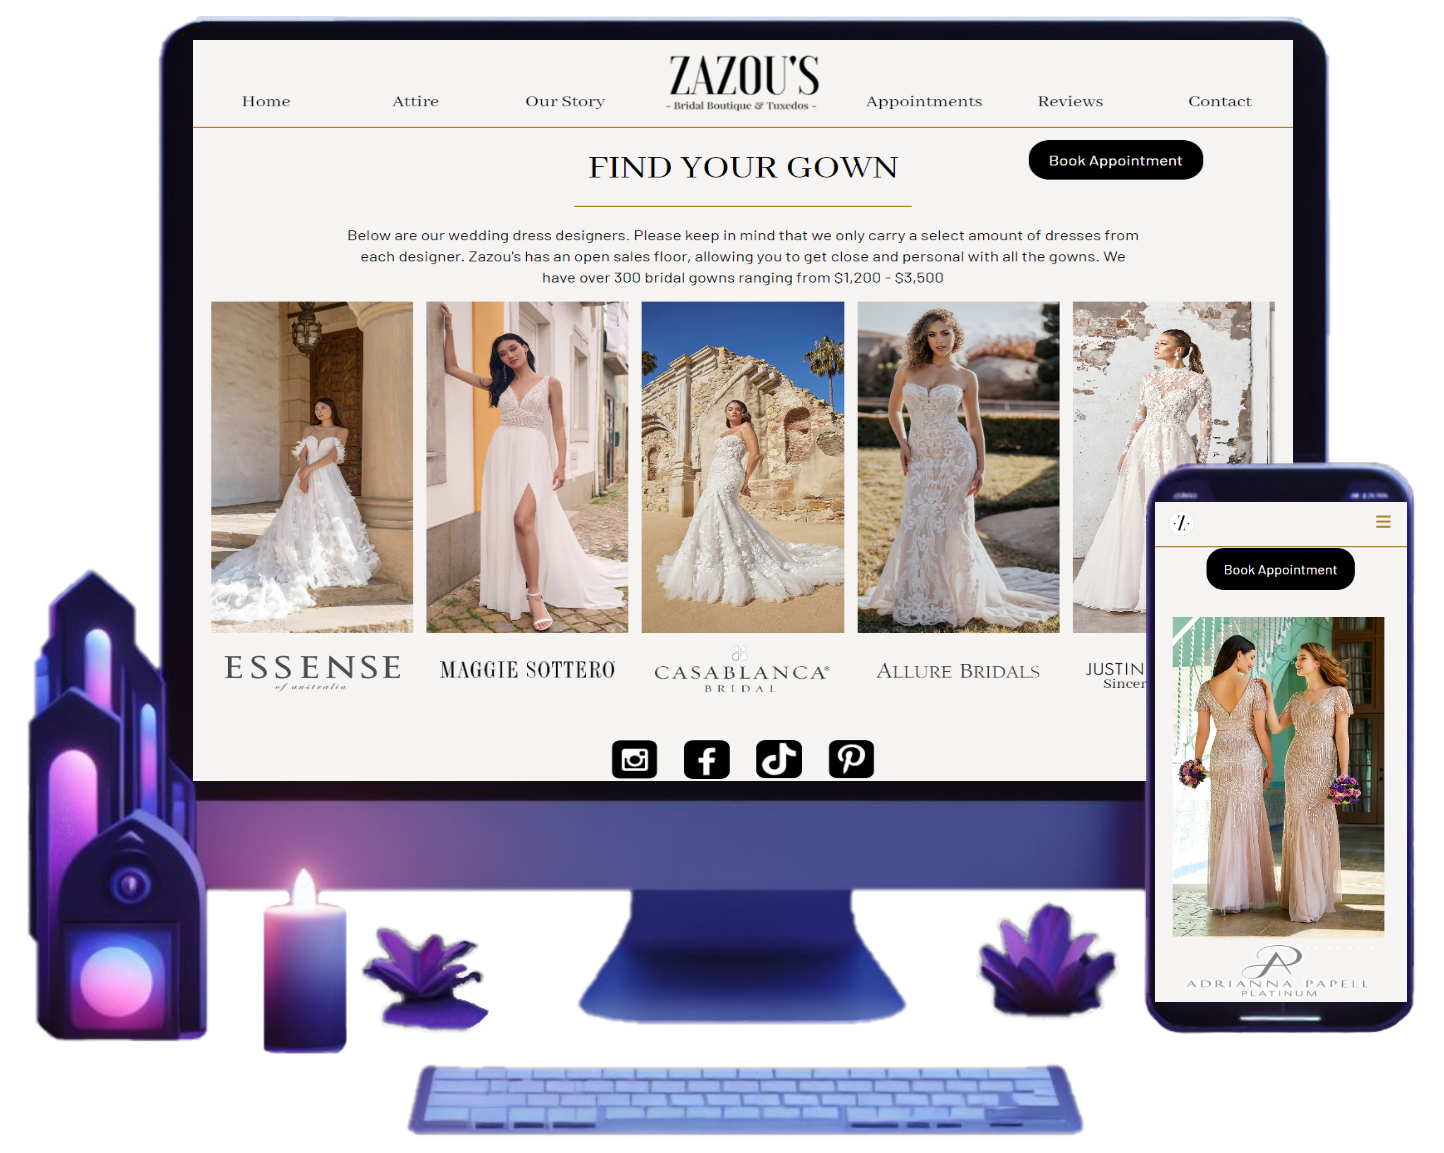 ZAZOU'S
- Bridal Boutique & Tuxedos -
Home
Attire
Our Story
Appointments
Reviews
Contact
Book Appointment
FIND YOUR GOWN
Below are our wedding dress designers. Please keep in mind that we only carry a select amount of dresses from
each designer. Zazou's has an open sales floor, allowing you to get close and personal with all the gowns. We
have over 300 bridal gowns ranging from $1,200 - $3,500
ESSENSE
of australia
MAGGIE SOTTERO
CASABLANCA®
BRIDAL
ALLURE BRIDALS
JUSTIN
Sincer
Z
Book Appointment
ADRIANNA PAPELL
PLATINUM